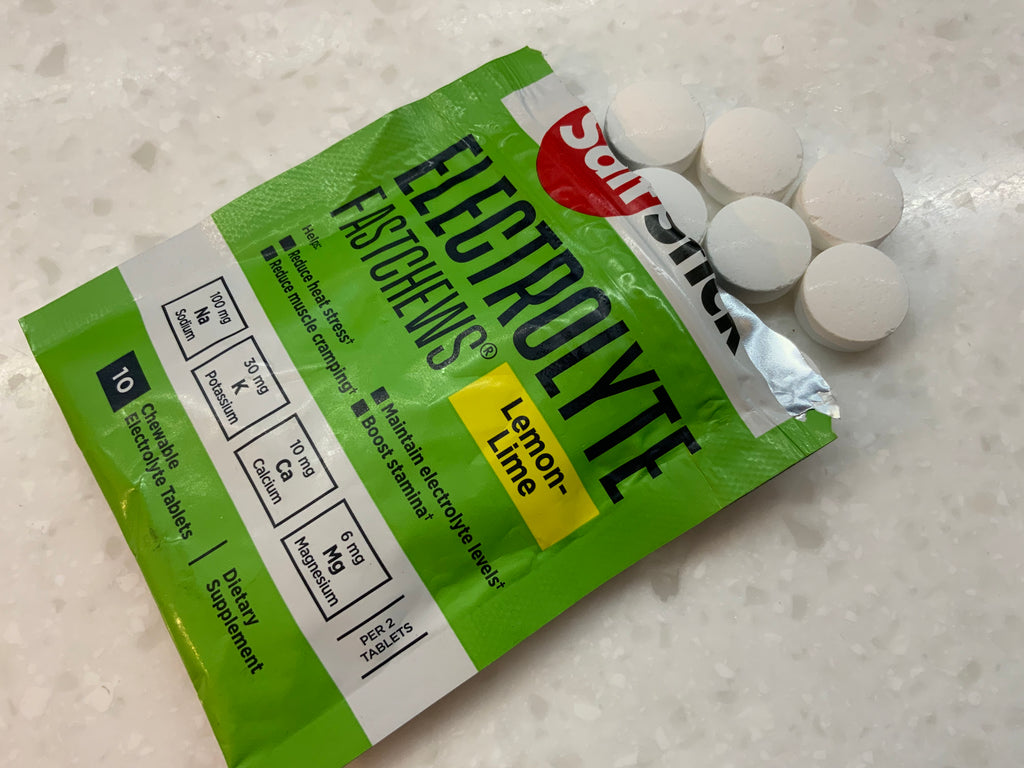 SaltStick
ELECTROLYTE
FASTCHEWS®
Lemon-
Lime
Helps
Reduce heat stress†
Reduce muscle cramping†
Maintain electrolyte levels†
Boost stamina†
100 mg
Na
Sodium
30 mg
K
Potassium
10 mg
Ca
Calcium
6 mg
Mg
Magnesium
PER 2
TABLETS
10
Chewable
Electrolyte Tablets
Dietary
Supplement